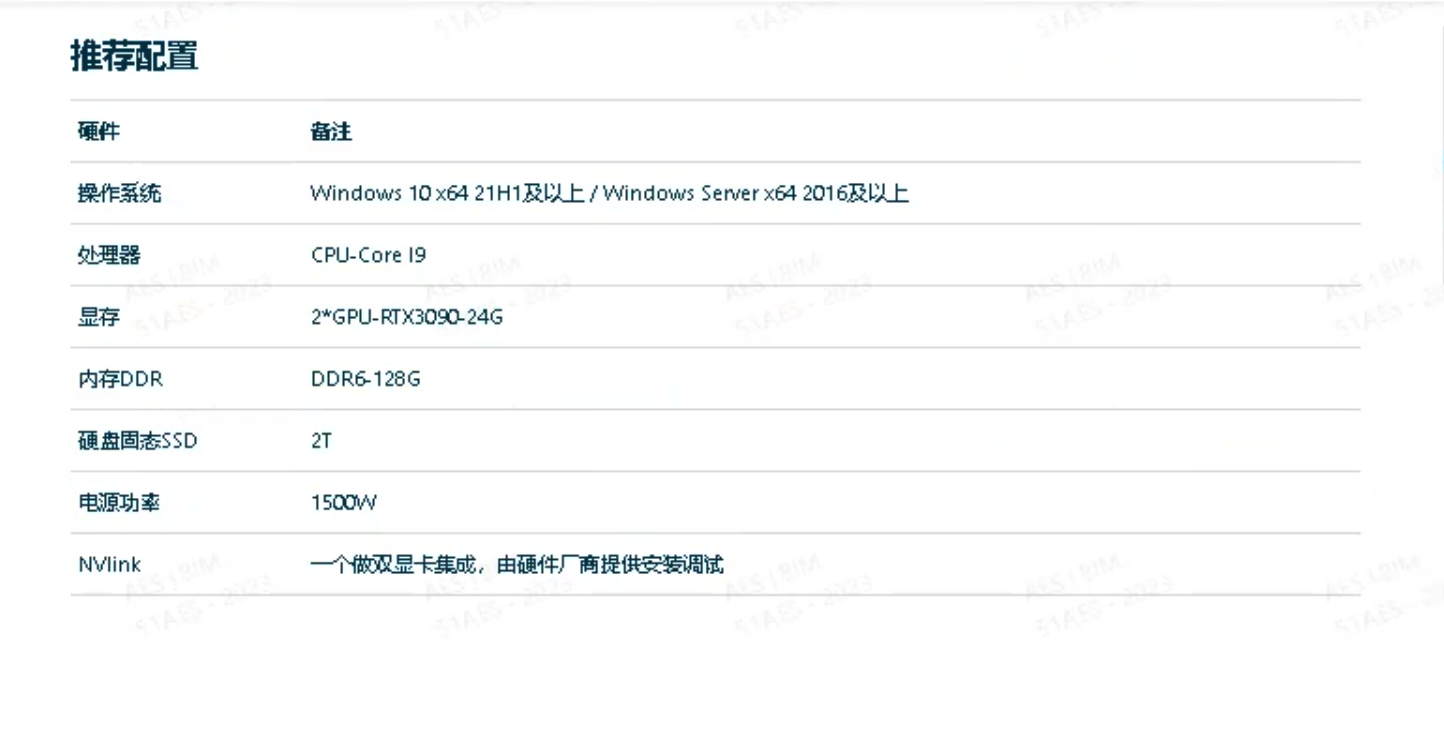 推荐配置
硬件 备注
操作系统 Windows 10 x64 21H1及以上 / Windows Server x64 2016及以上
处理器 CPU-Core I9
显存 2*GPU-RTX3090-24G
内存DDR DDR6-128G
硬盘固态SSD 2T
电源功率 1500W
NVlink 一个做双显卡集成，由硬件厂商提供安装调试